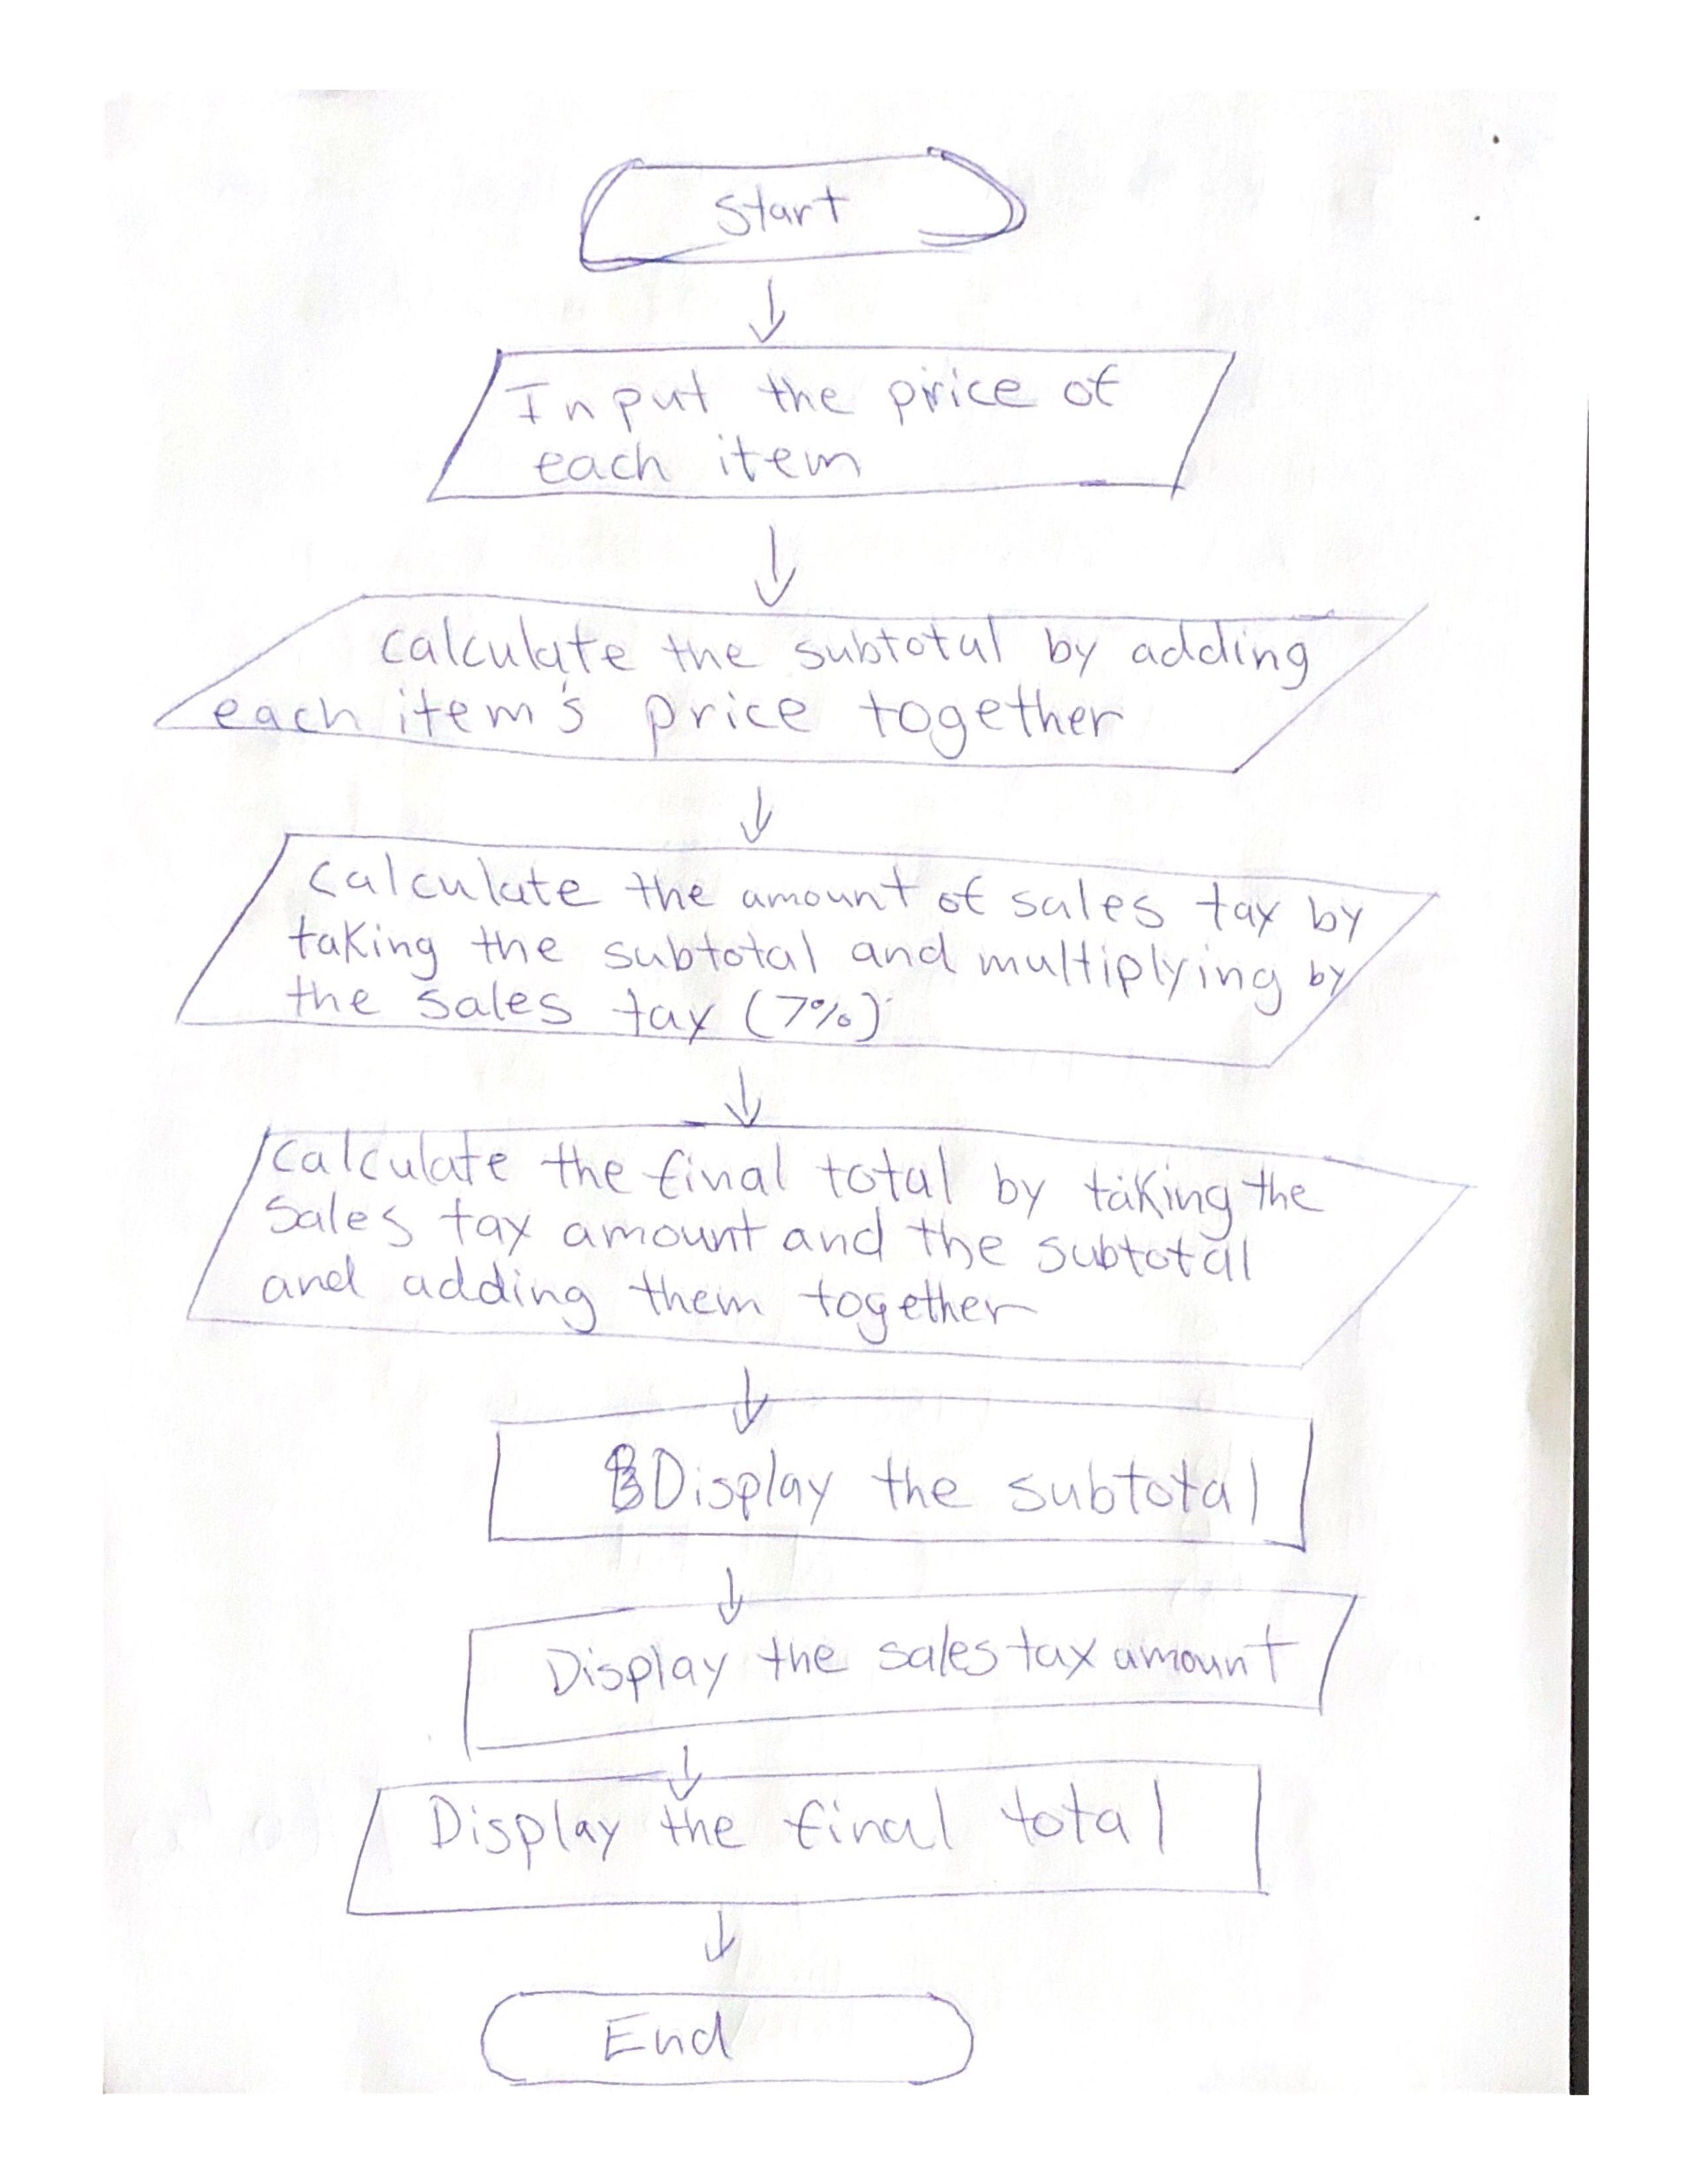 Start
Input the price of
each item
Calculate the subtotal by adding
each item's price together
Calculate the amount of sales tax by
taking the subtotal and multiplying by
the sales tax (7%)
Calculate the final total by taking the
sales tax amount and the subtotal
and adding them together
Display the subtotal
Display the sales tax amount
Display the final total
End